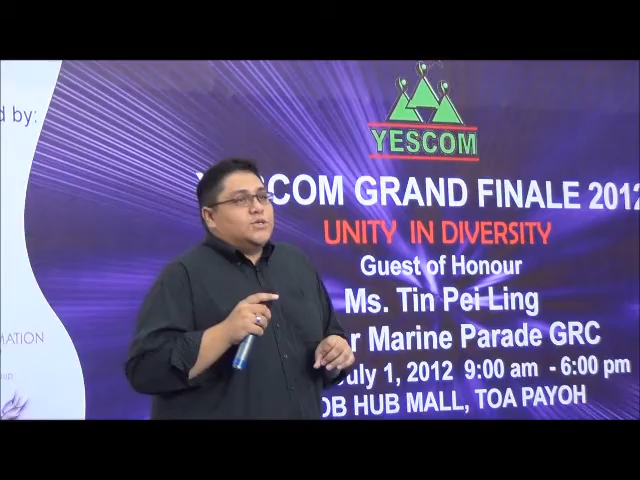 d by:
YESCOM
COM GRAND FINALE 2012
UNITY IN DIVERSITY
Guest of Honour
Ms. Tin Pei Ling
r Marine Parade GRC
July 1, 2012 9:00 am - 6:00 pm
MATION
OB HUB MALL, TOA PAYOH